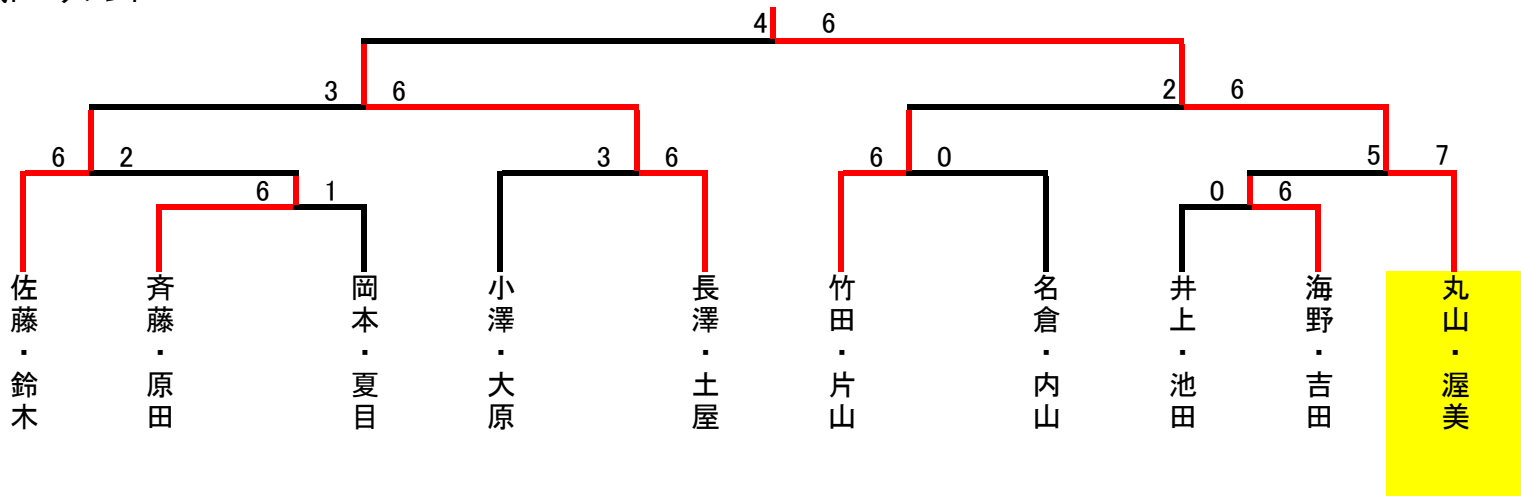 4 6
3 6
2 6
6 2
3 6
6 0
5 7
6 1
0 6
佐藤・鈴木
斉藤・原田
岡本・夏目
小澤・大原
長澤・土屋
竹田・片山
名倉・内山
井上・池田
海野・吉田
丸山・渥美